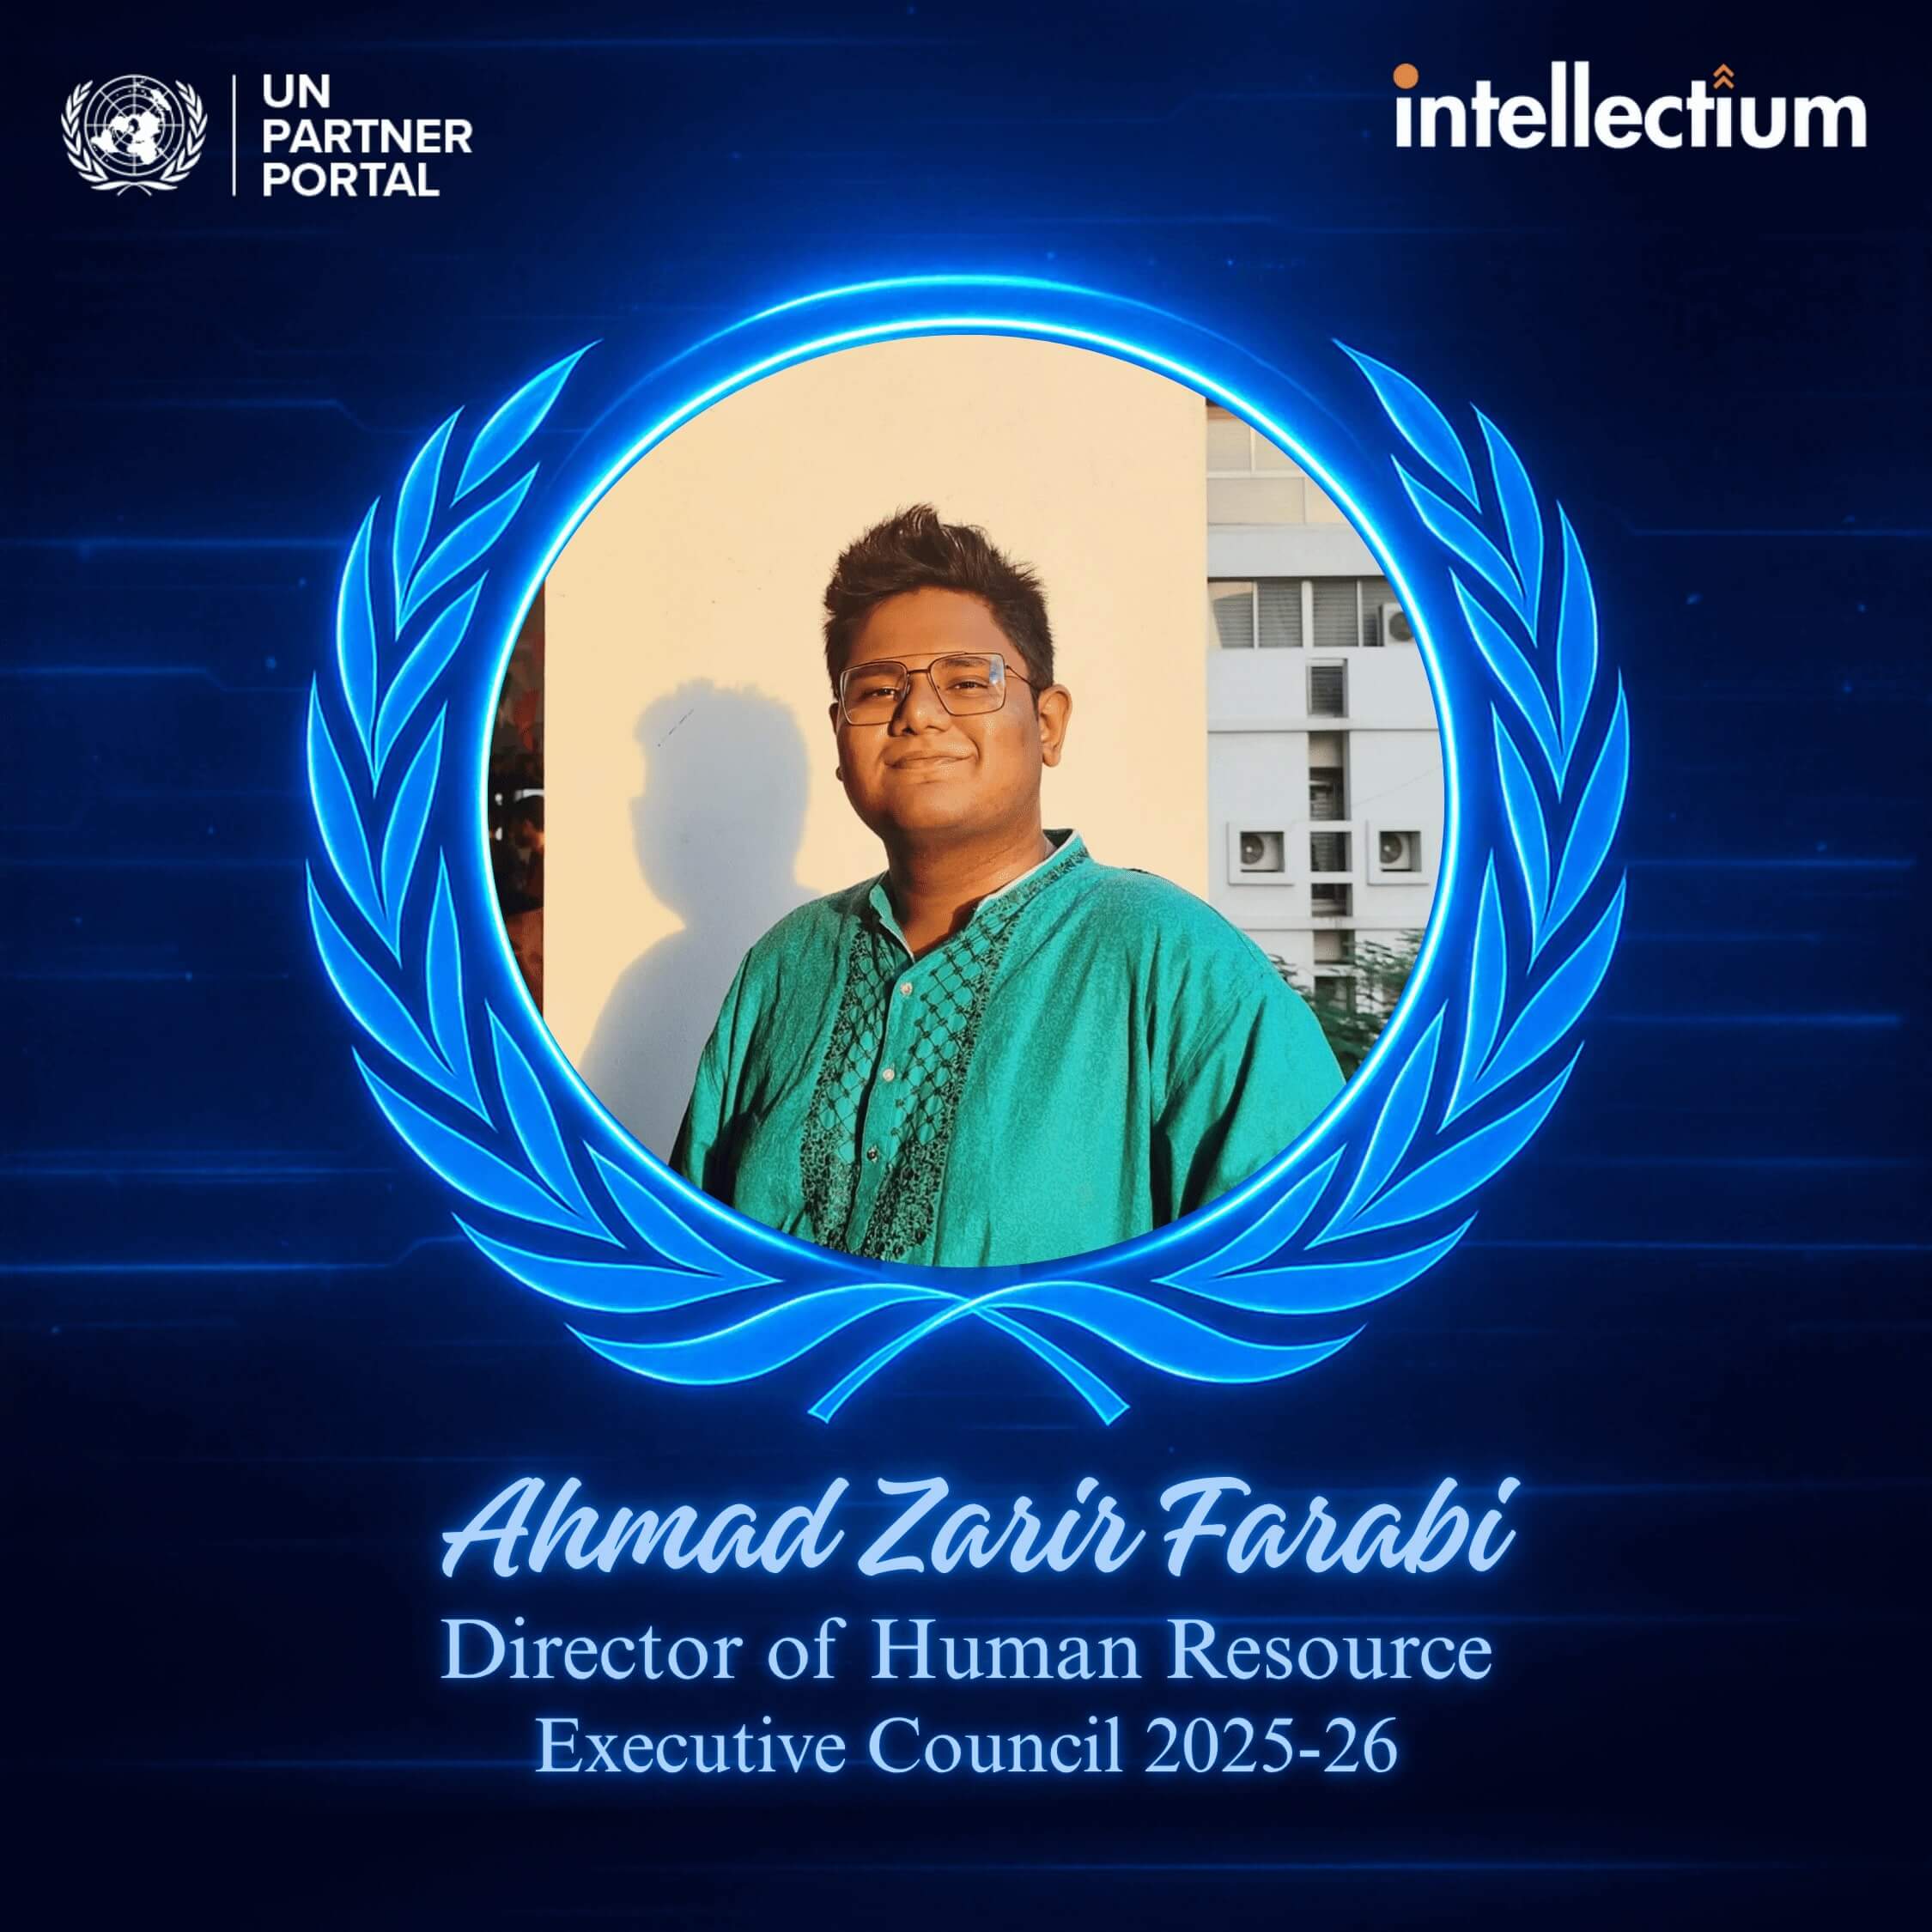 UN
PARTNER
PORTAL
intellectium
Ahmad Zarir Farabi
Director of Human Resource
Executive Council 2025-26